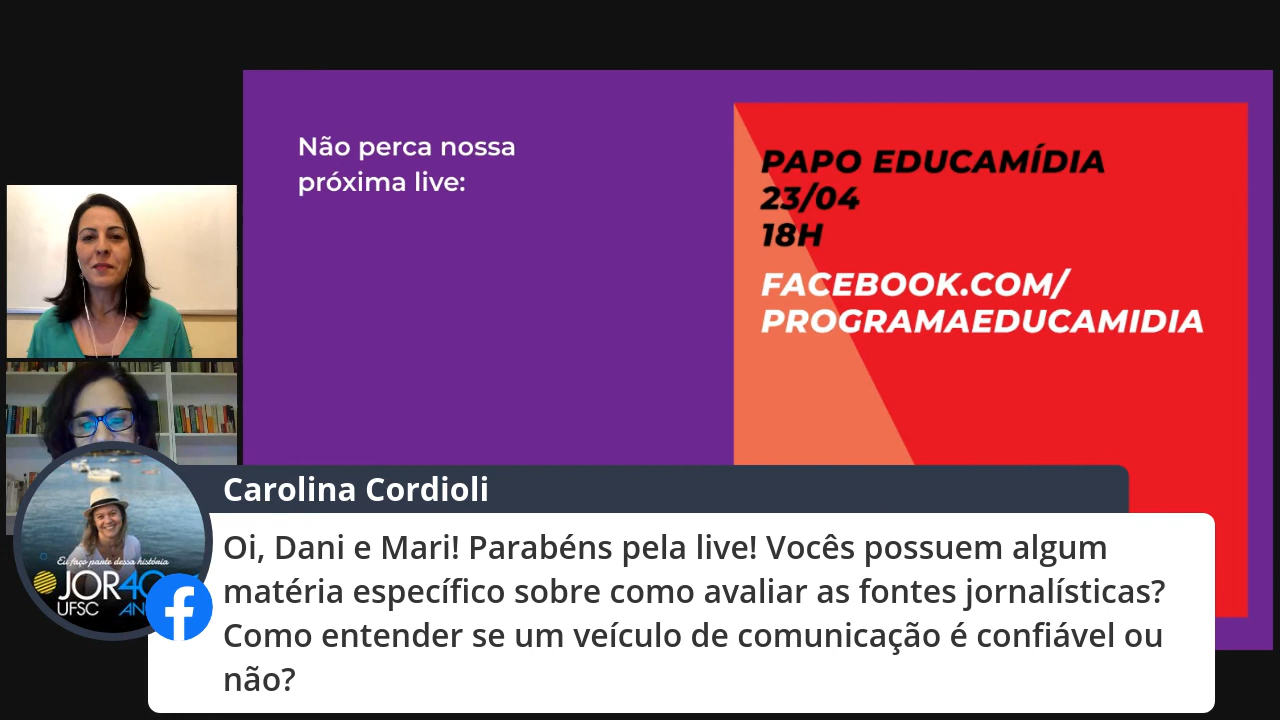 Não perca nossa
próxima live:
PAPO EDUCAMÍDIA
23/04
18H
FACEBOOK.COM/
PROGRAMAEDUCAMIDIA
Carolina Cordioli
Oi, Dani e Mari! Parabéns pela live! Vocês possuem algum
matéria específico sobre como avaliar as fontes jornalísticas?
Como entender se um veículo de comunicação é confiável ou
não?
Eu faço parte dessa história
JOR40
UFSC